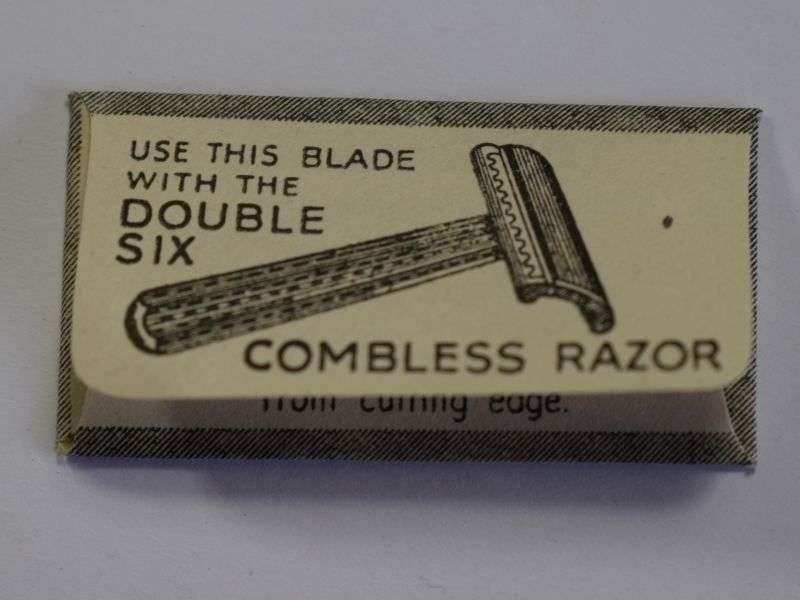 USE THIS BLADE
WITH THE
DOUBLE
SIX
COMBLESS RAZOR
from cutting edge.